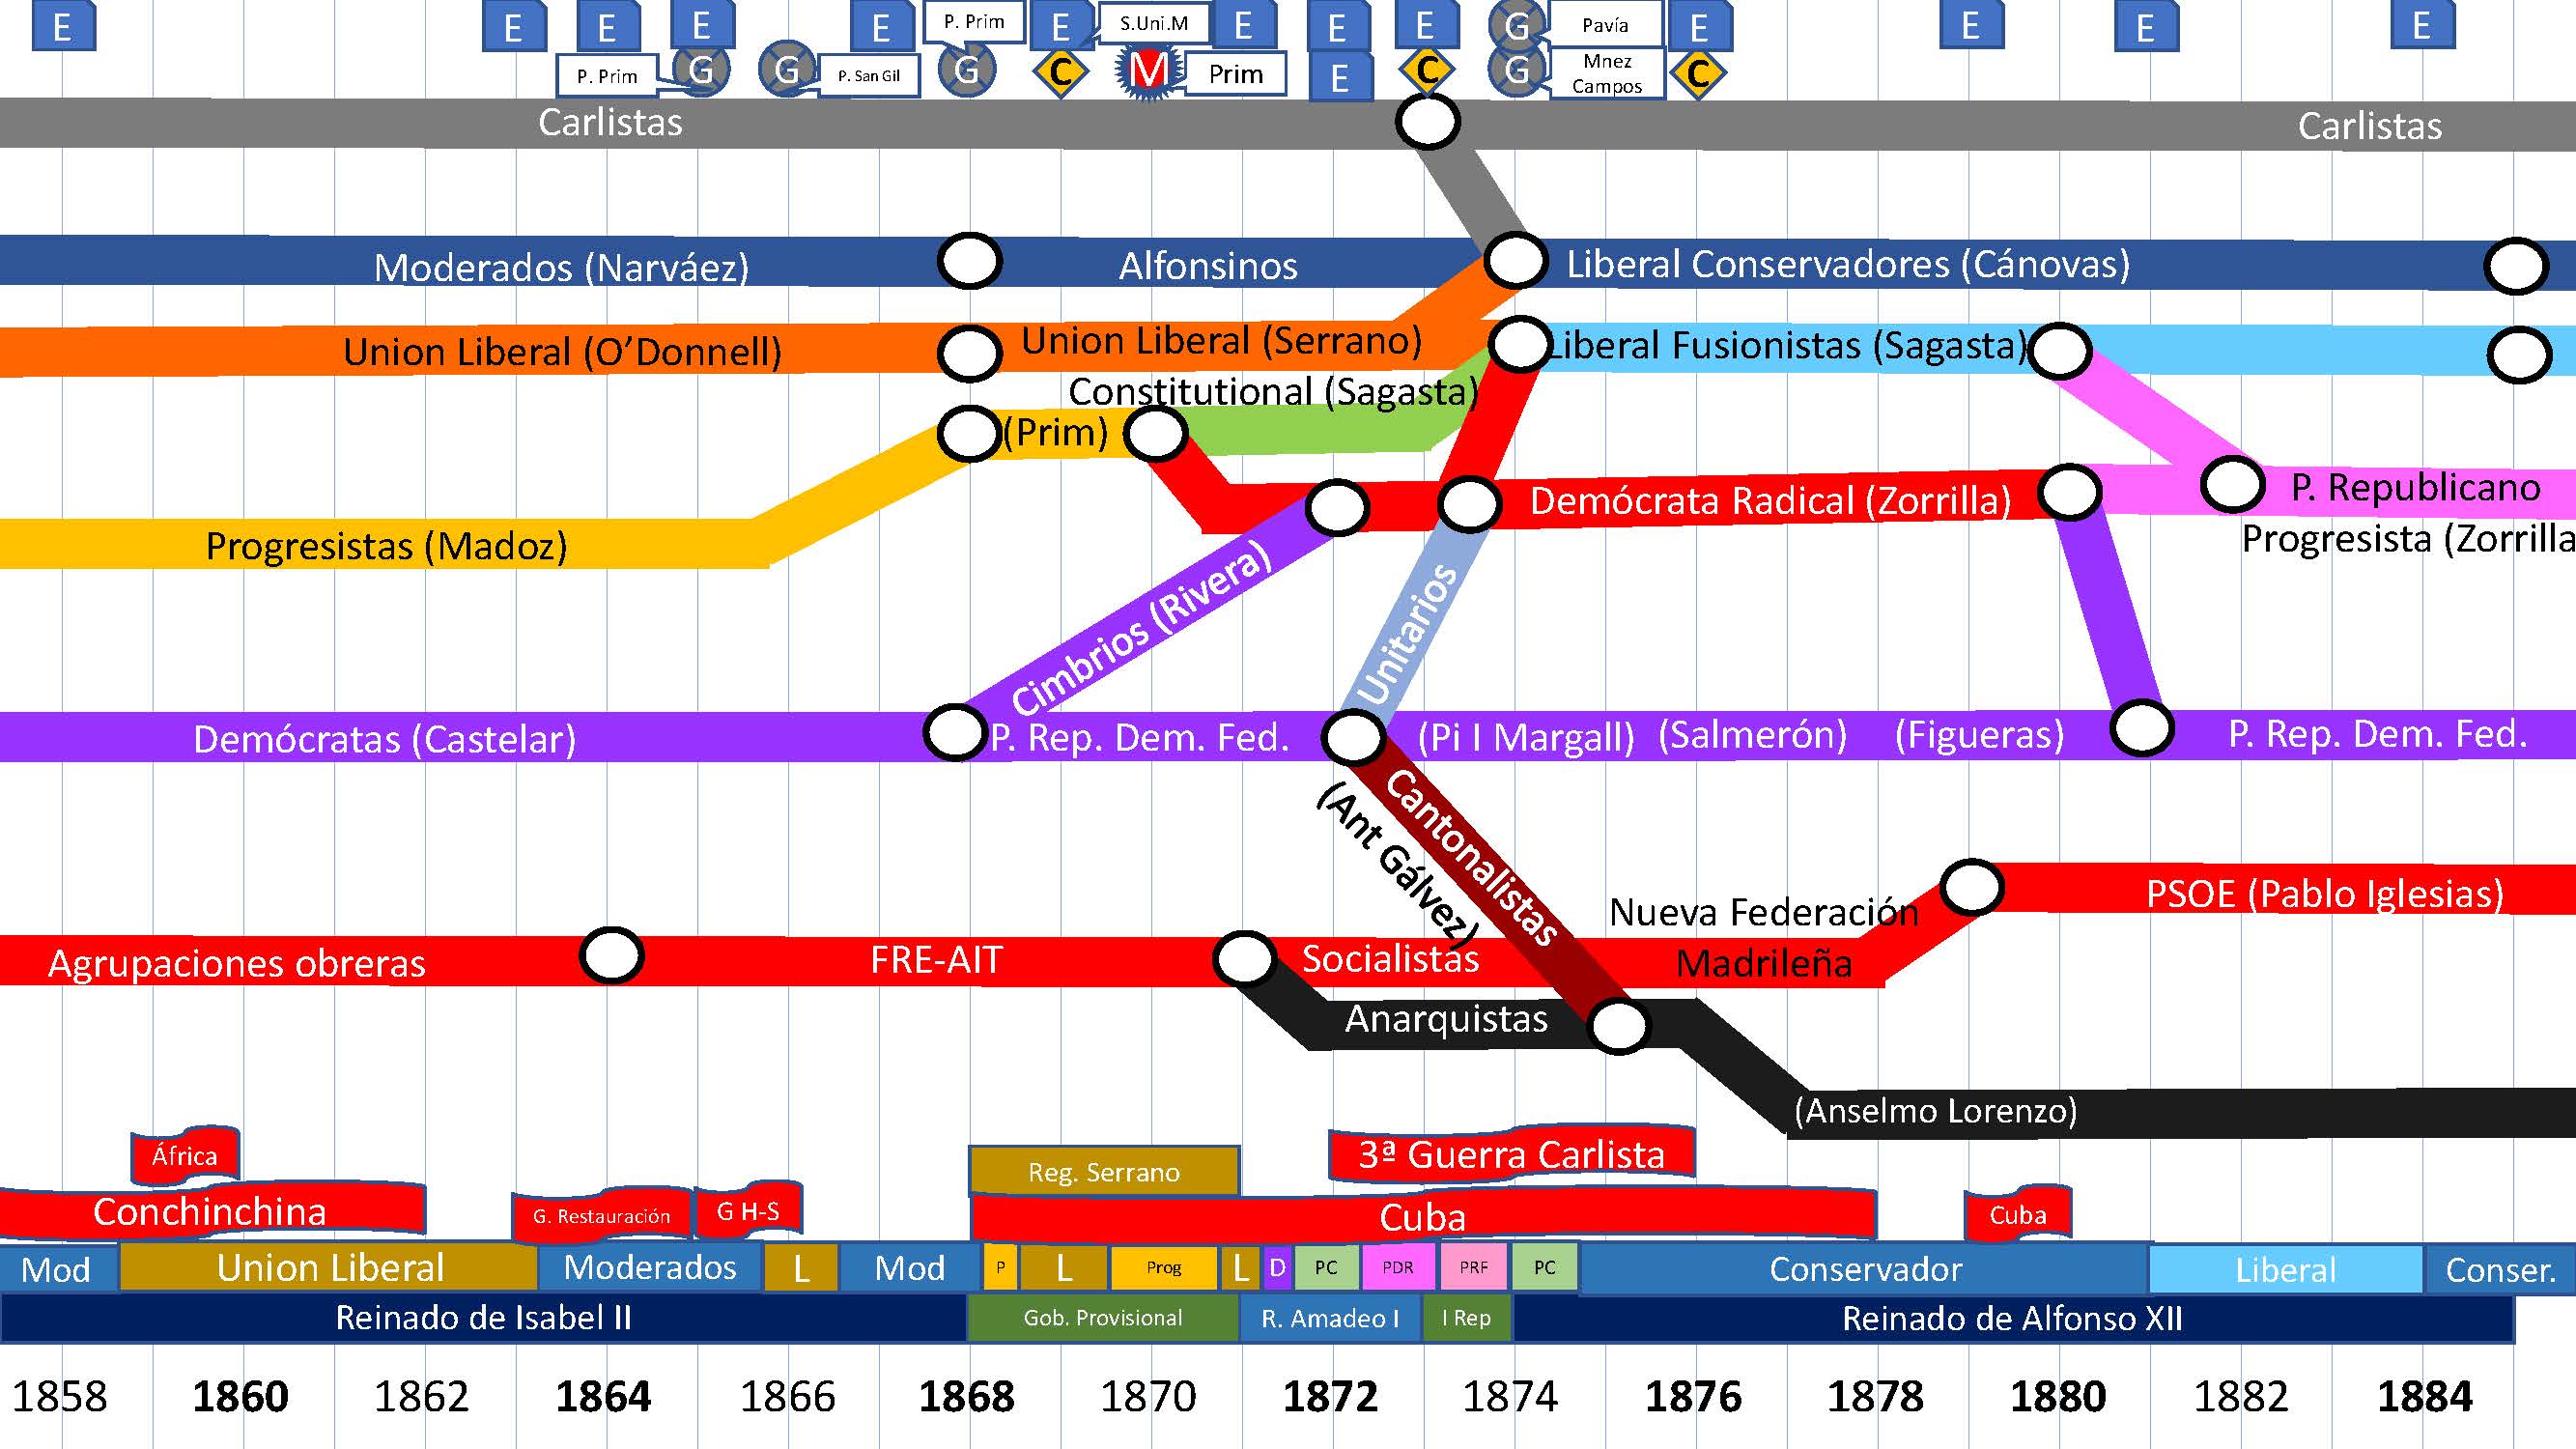 E E E E E P. Prim E S.Uni.M E E E G Pavía E E E E
P. Prim G G P. San Gil G C M Prim E C G Mnez
Campos C
Carlistas Carlistas
Moderados (Narváez) Alfonsinos Liberal Conservadores (Cánovas)
Union Liberal (O’Donnell) Union Liberal (Serrano) Liberal Fusionistas (Sagasta)
Constitutional (Sagasta)
(Prim)
Demócrata Radical (Zorrilla) P. Republicano
Progresista (Zorrilla
Progresistas (Madoz)
Cimbrios (Rivera)
Unitarios
Demócratas (Castelar) P. Rep. Dem. Fed. (Pi I Margall) (Salmerón) (Figueras) P. Rep. Dem. Fed.
Cantonalistas
(Ant Gálvez)
Nueva Federación
Madrileña
PSOE (Pablo Iglesias)
Agrupaciones obreras FRE-AIT Socialistas
Anarquistas
(Anselmo Lorenzo)
África Reg. Serrano 3ª Guerra Carlista
Conchinchina G. Restauración G H-S Cuba Cuba
Mod Union Liberal Moderados L Mod P L Prog L D PC PDR PRF PC Conservador Liberal Conser.
Reinado de Isabel II Gob. Provisional R. Amadeo I I Rep Reinado de Alfonso XII
1858 1860 1862 1864 1866 1868 1870 1872 1874 1876 1878 1880 1882 1884